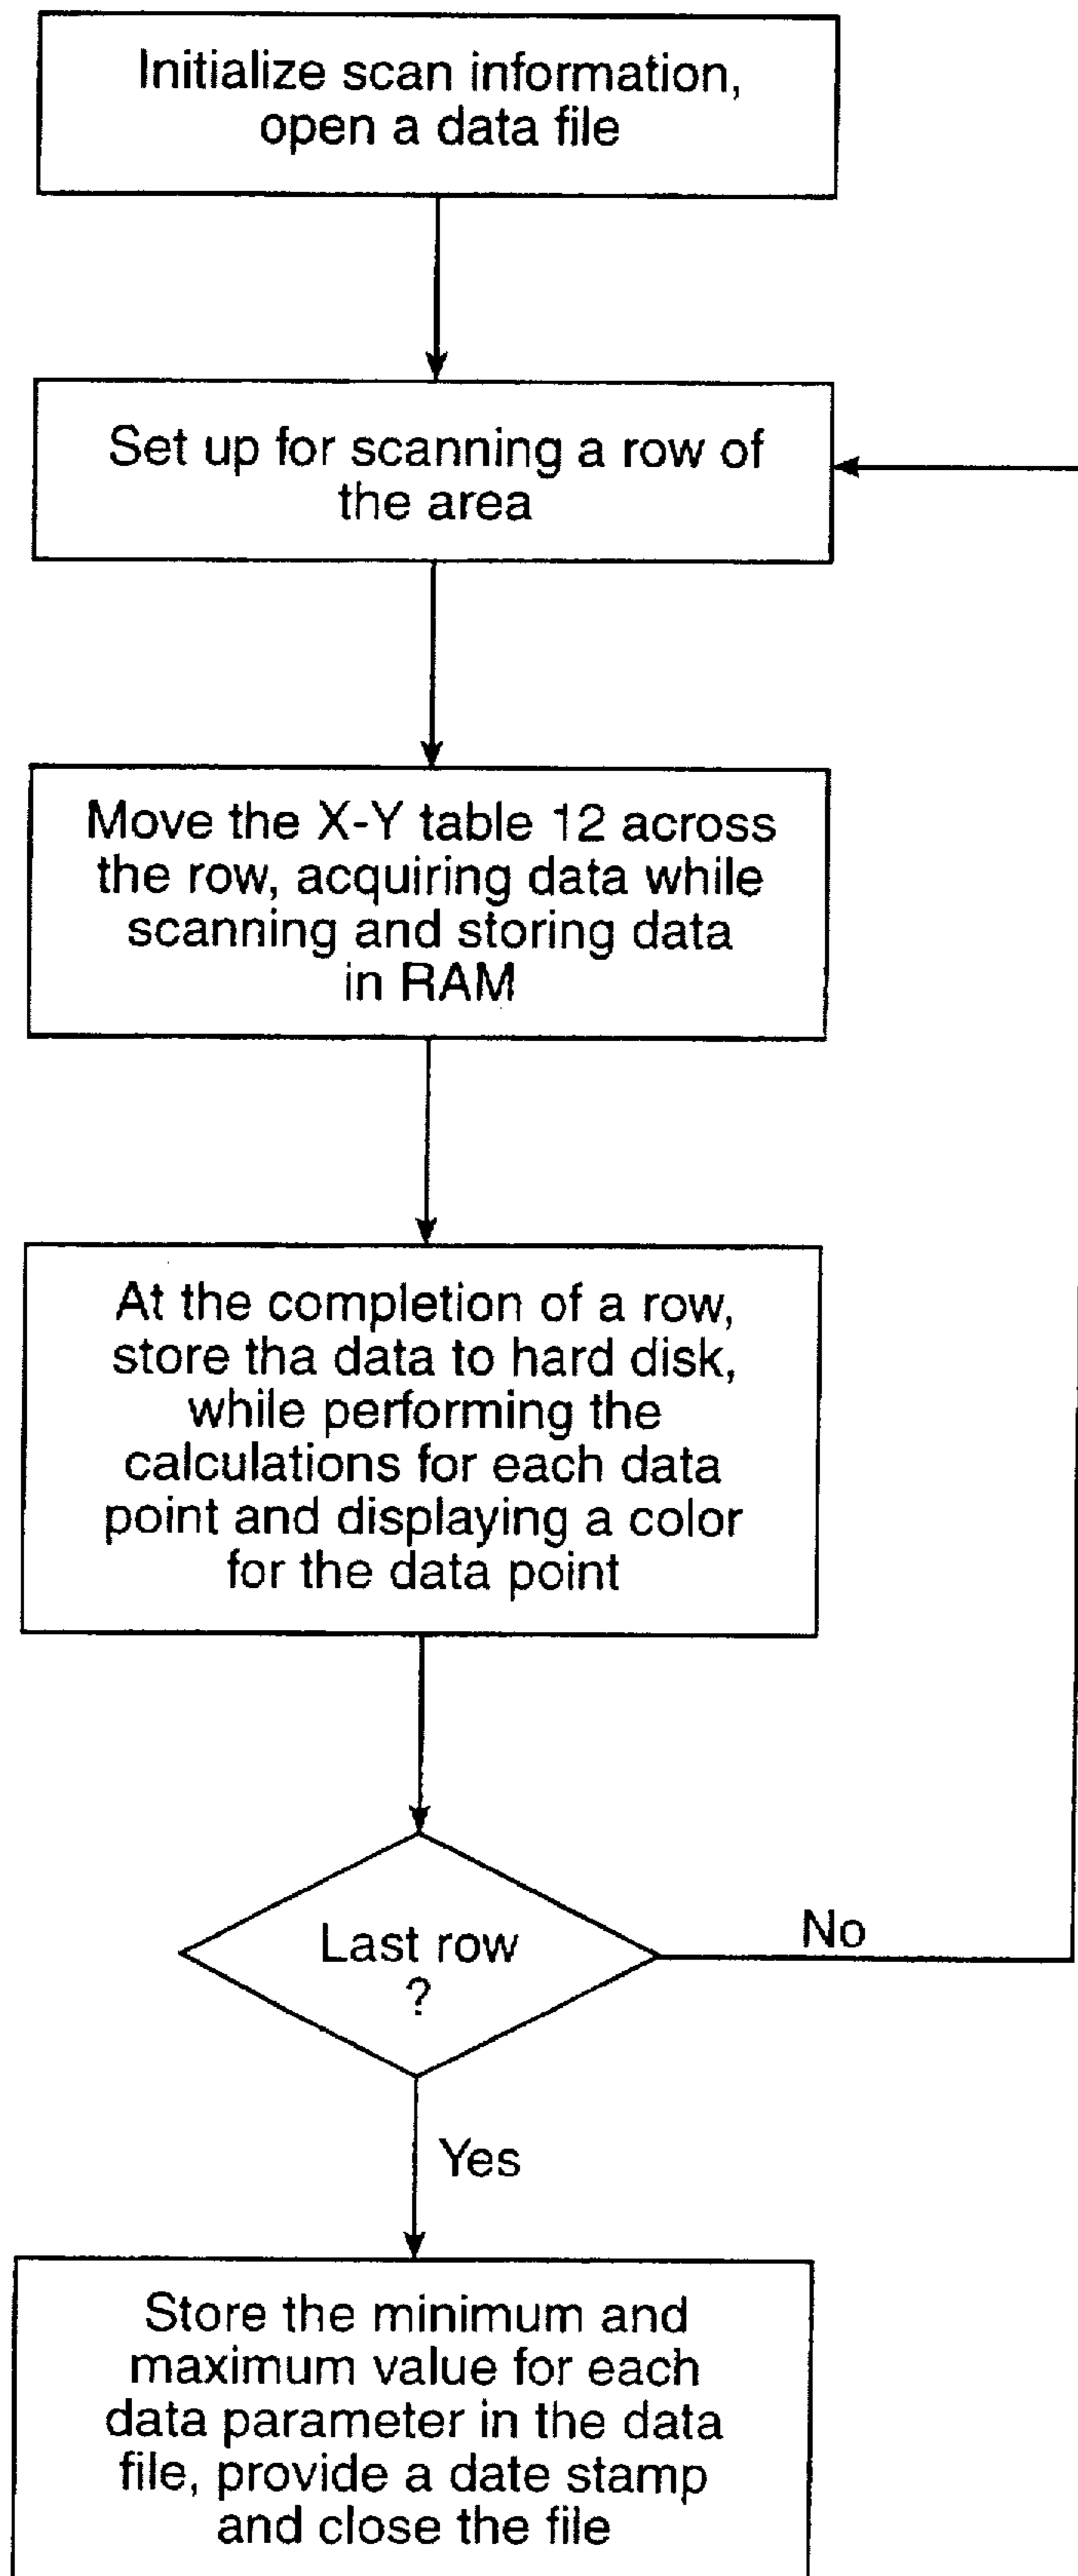 Initialize scan information,
open a data file
Set up for scanning a row of
the area
Move the X-Y table 12 across
the row, acquiring data while
scanning and storing data
in RAM
At the completion of a row,
store tha data to hard disk,
while performing the
calculations for each data
point and displaying a color
for the data point
Last row
?
No
Yes
Store the minimum and
maximum value for each
data parameter in the data
file, provide a date stamp
and close the file